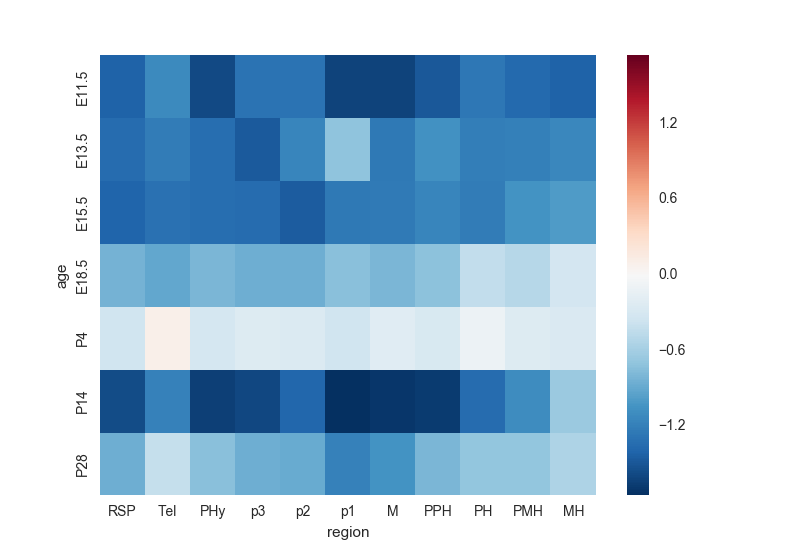 E11.5
E13.5
E15.5
E18.5
P4
P14
P28
age
RSP Tel PHy p3 p2 p1 M PPH PH PMH MH
region
1.2
0.6
0.0
−0.6
−1.2